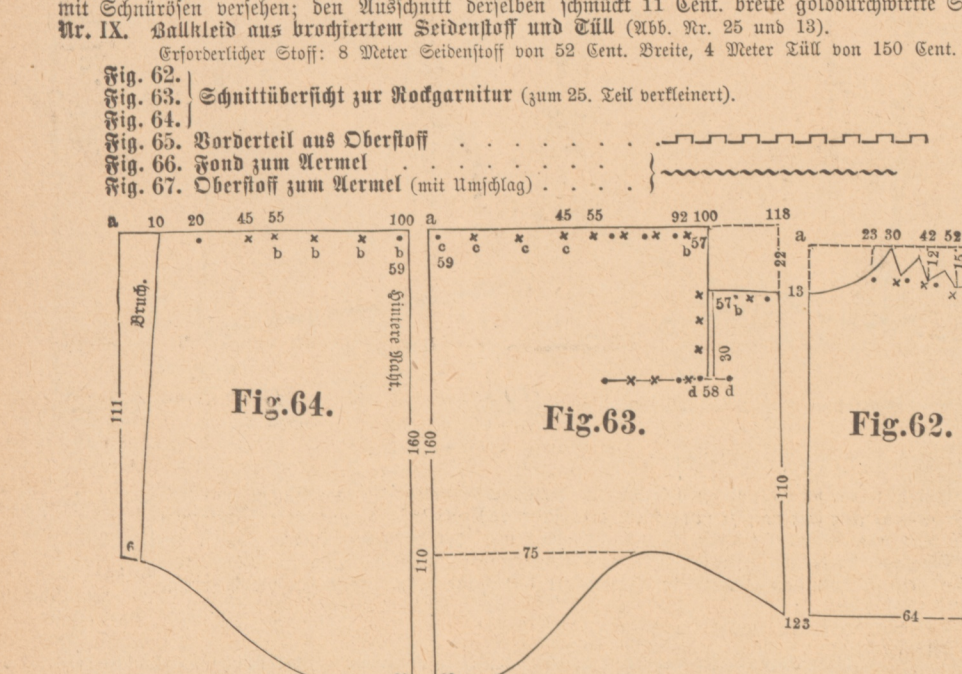 mit Schnürösen versehen; den Ausschnitt derselben schmückt 11 Cent. breite golddurchwirkte
Nr. IX. Ballkleid aus brochiertem Seidenstoff und Tüll (Abb. Nr. 25 und 13).
Erforderlicher Stoff: 8 Meter Seidenstoff von 52 Cent. Breite, 4 Meter Tüll von 150 Cent.
Fig. 62.
Fig. 63. Schnittübersicht zur Rockgarnitur (zum 25. Teil verkleinert).
Fig. 64.
Fig. 65. Vorderteil aus Oberstoff . . . . . . .
Fig. 66. Fond zum Aermel . . . . . . . .
Fig. 67. Oberstoff zum Aermel (mit Umschlag) . . . .
a 10 20 45 55 100 a 45 55 92 100 118
a 23 30 42 52
b b b b c c c b 57
59 59 22 12 15
Bruch. Hintere Naht. 57 b 13
30
d 58 d
111 Fig.64. Fig.63. Fig.62.
160 160 110
6 110 75
123 64